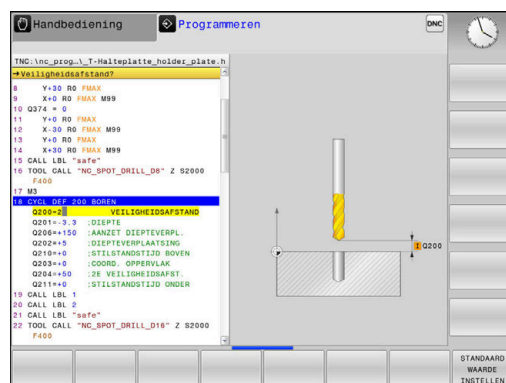 Handbediening
Programmeren
DNC
TNC:\nc_prog…\_T-Halteplatte_holder_plate.h
→Veiligheidsafstand?
8 Y+30 R0 FMAX
9 X+0 R0 FMAX M99
10 Q374 = 0
11 Y+0 R0 FMAX
12 X-30 R0 FMAX M99
13 Y+0 R0 FMAX
14 X+30 R0 FMAX M99
15 CALL LBL "safe"
16 TOOL CALL "NC_SPOT_DRILL_D8" Z S2000
F400
17 M3
18 CYCL DEF 200 BOREN
Q200=2 VEILIGHEIDSAFSTAND
Q201=-3.3 ;DIEPTE
Q206=+150 ;AANZET DIEPTEVERPL.
Q202=+5 ;DIEPTEVERPLAATSING
Q210=+0 ;STILSTANDSTIJD BOVEN
Q203=+0 ;COORD. OPPERVLAK
Q204=+50 ;2E VEILIGHEIDSAFST.
Q211=+0 ;STILSTANDSTIJD ONDER
19 CALL LBL 1
20 CALL LBL 2
21 CALL LBL "safe"
22 TOOL CALL "NC_SPOT_DRILL_D16" Z S2000
F400
I Q200
STANDAARD
WAARDE
INSTELLEN